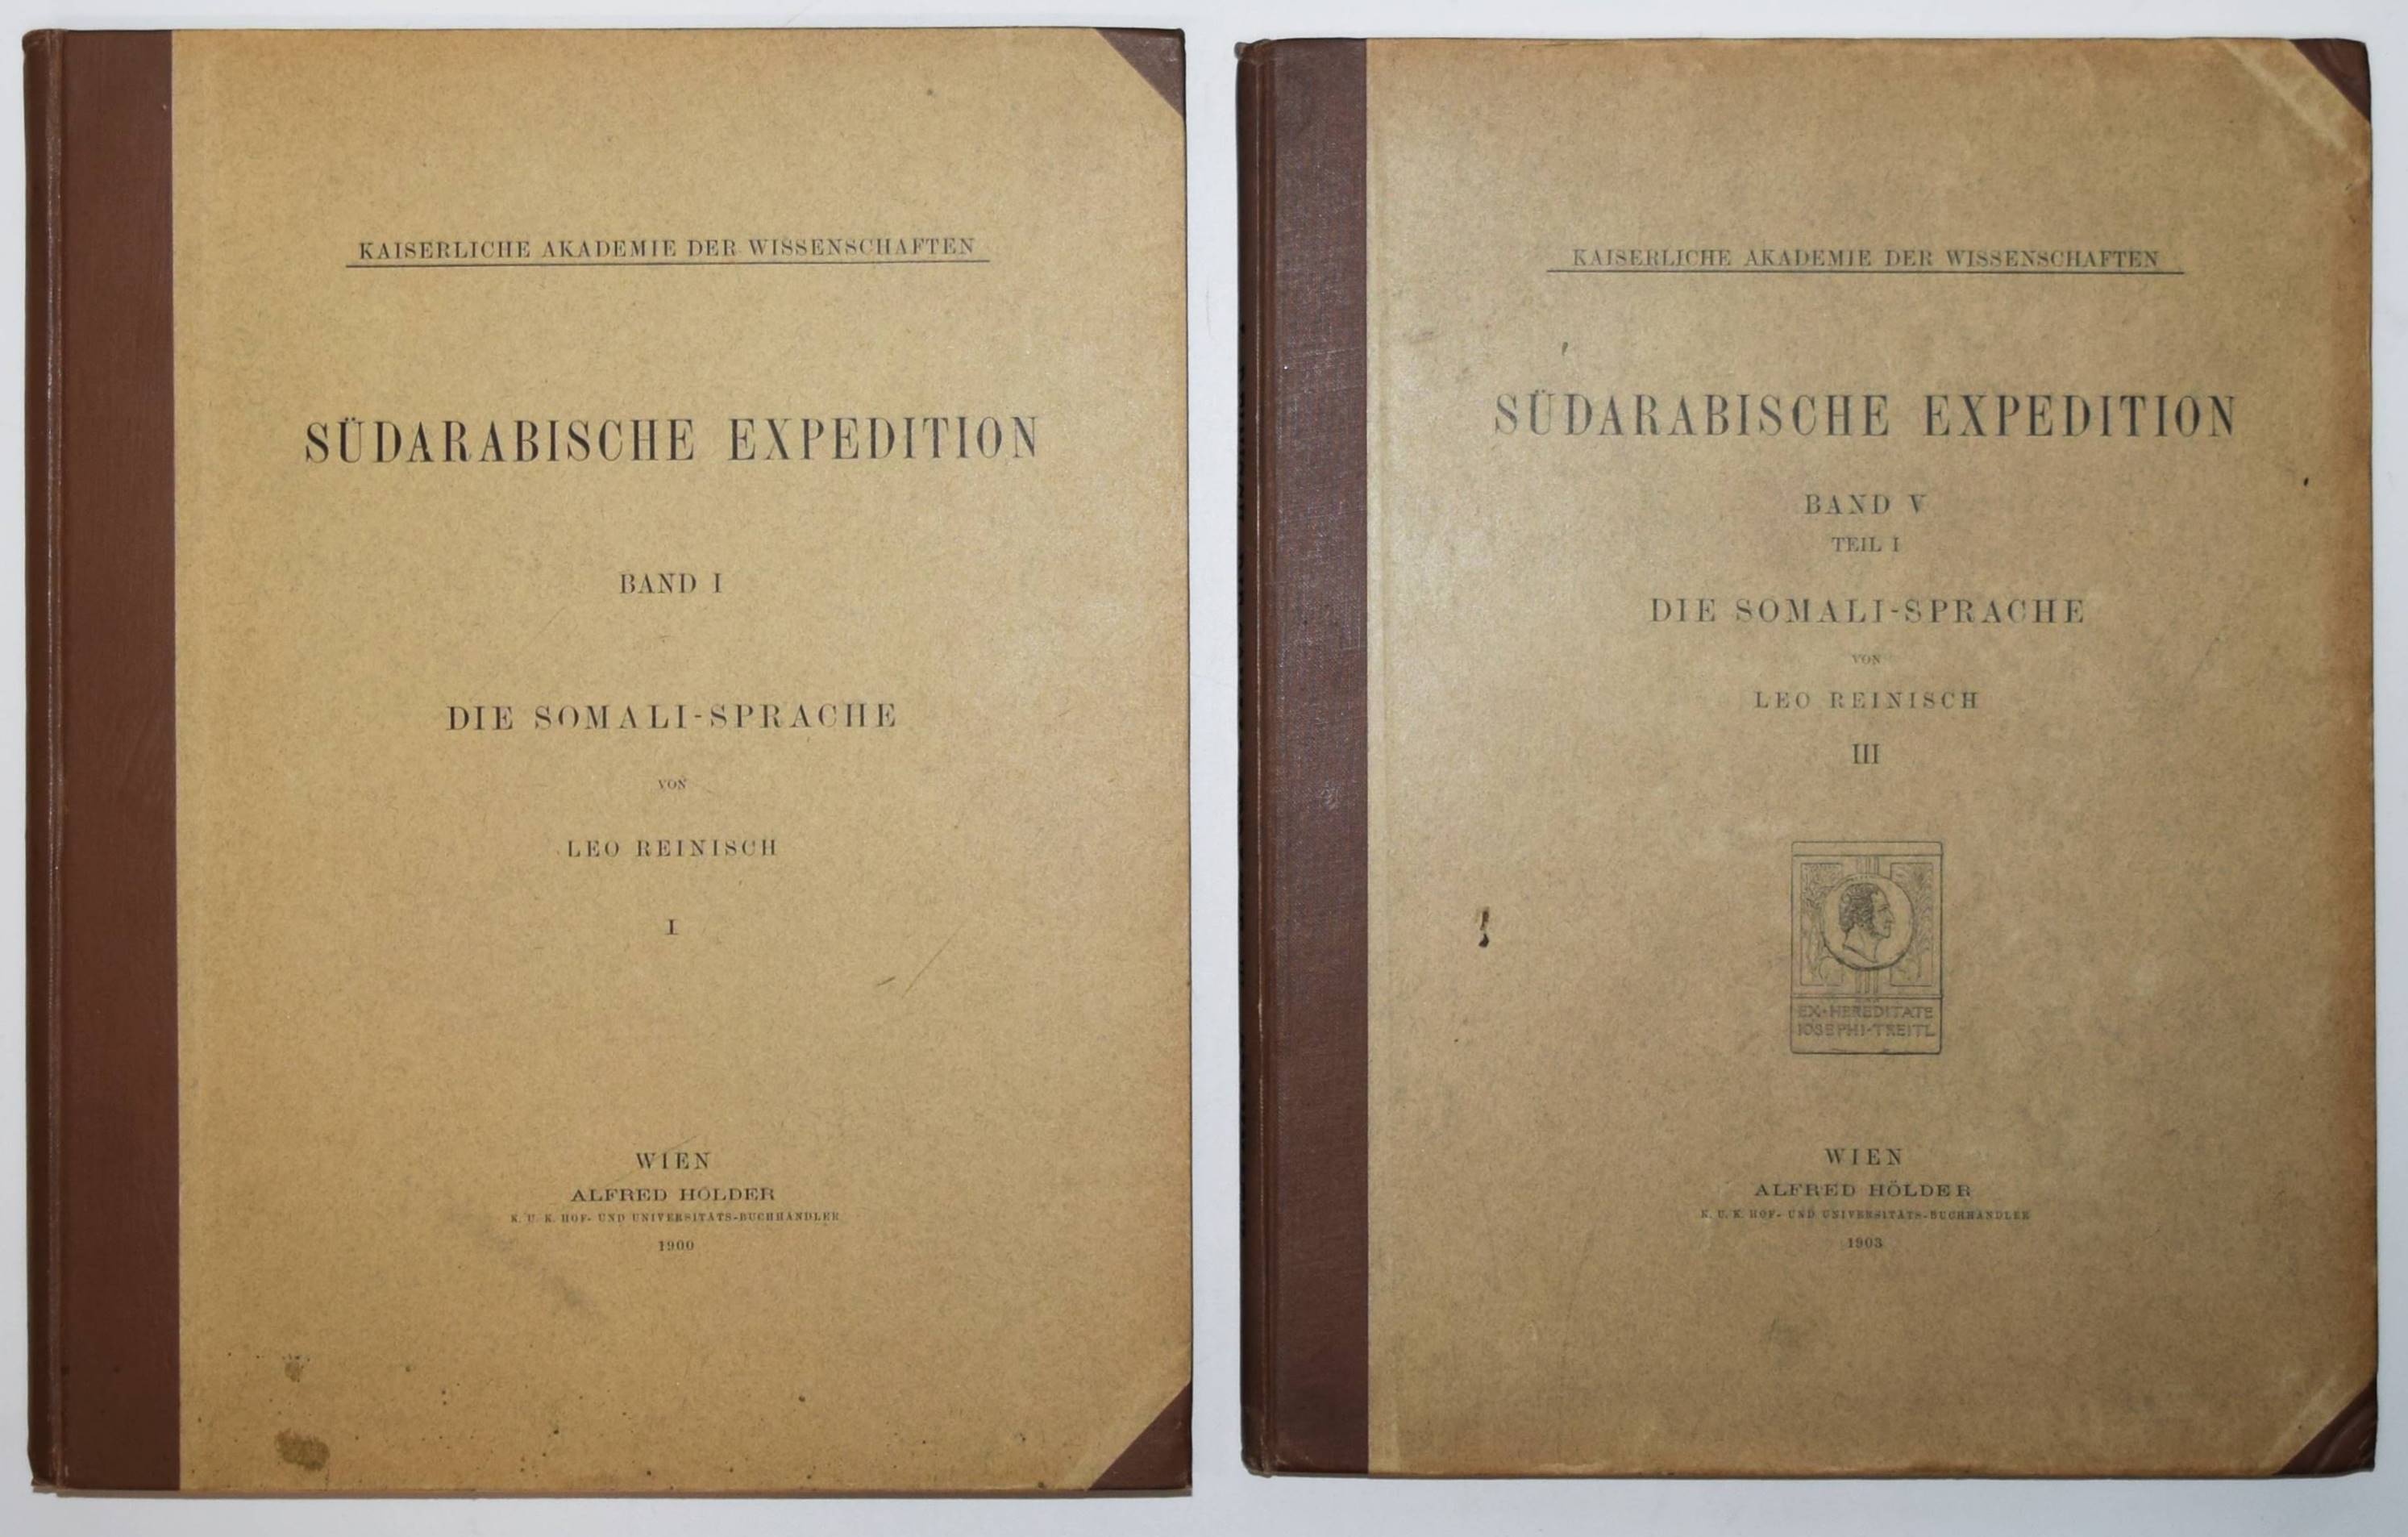 KAISERLICHE AKADEMIE DER WISSENSCHAFTEN
SÜDARABISCHE EXPEDITION
BAND I
DIE SOMALI-SPRACHE
VON
LEO REINISCH
I
WIEN
ALFRED HÖLDER
K. U. K. HOF- UND UNIVERSITÄTS-BUCHHÄNDLER
1900
KAISERLICHE AKADEMIE DER WISSENSCHAFTEN
SÜDARABISCHE EXPEDITION
BAND V
TEIL I
DIE SOMALI-SPRACHE
VON
LEO REINISCH
III
EX·HEREDITATE
IOSEPHI·TREITL
WIEN
ALFRED HÖLDER
K. U. K. HOF- UND UNIVERSITÄTS-BUCHHÄNDLER
1903